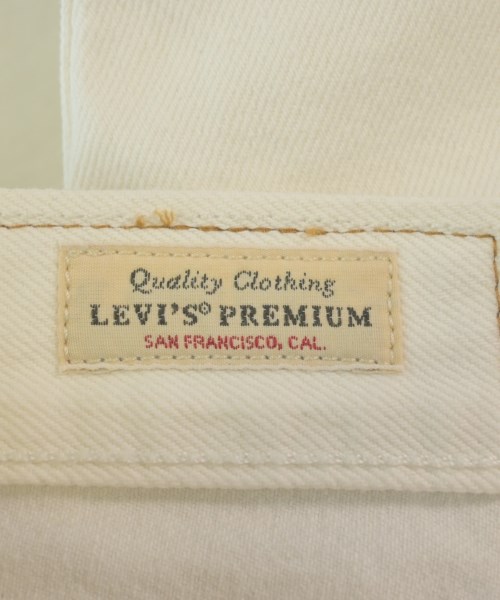 Quality Clothing
LEVI'S® PREMIUM
SAN FRANCISCO, CAL.